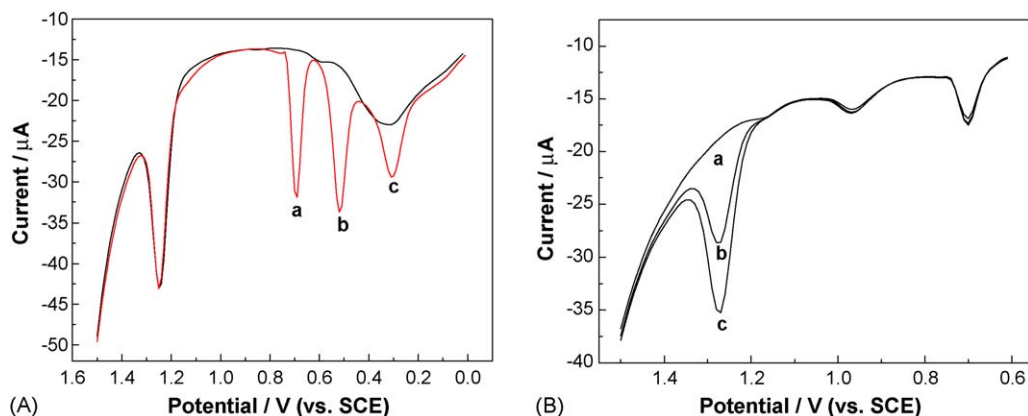 -10
-15
-20
-25
-30
-35
-40
-45
-50
Current / μA
a
b
c
1.6 1.4 1.2 1.0 0.8 0.6 0.4 0.2 0.0
(A) Potential / V (vs. SCE)
-10
-15
-20
-25
-30
-35
-40
Current / μA
a
b
c
1.4 1.2 1.0 0.8 0.6
(B) Potential / V (vs. SCE)